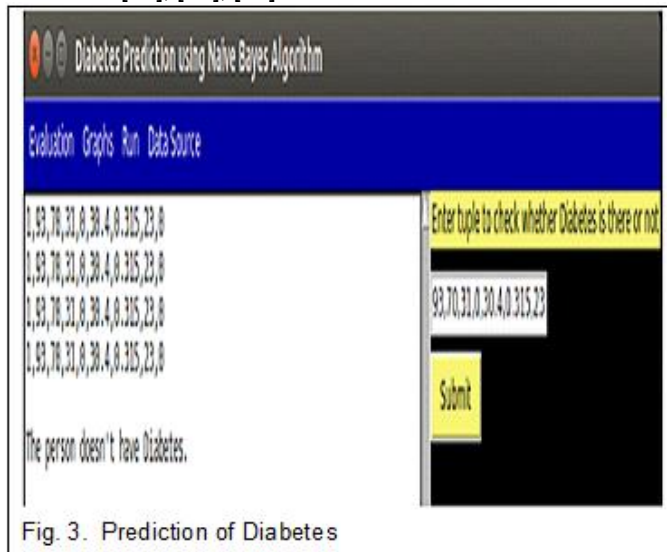 Diabetes Prediction using Naïve Bayes Algorithm
Evaluation Graphs Run Data Source
1,93,70,31,0,30.4,0.315,23,0
1,93,70,31,0,30.4,0.315,23,0
1,93,70,31,0,30.4,0.315,23,0
1,93,70,31,0,30.4,0.315,23,0
The person doesn't have Diabetes.
Enter tuple to check whether Diabetes is there or not
93,70,31,0,30.4,0.315,23
Submit
Fig. 3. Prediction of Diabetes